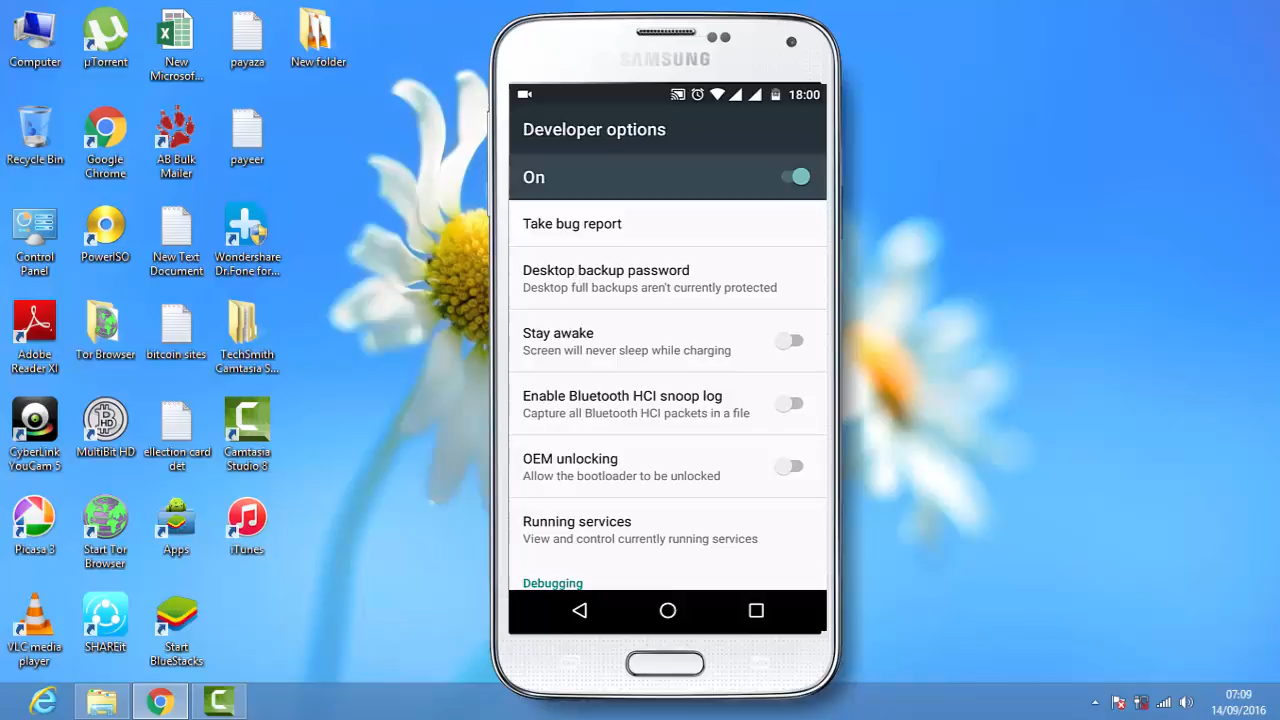 Computer
µTorrent
New
Microsof...
payaza
New folder
Recycle Bin
Google
Chrome
AB Bulk
Mailer
payeer
Control
Panel
PowerISO
New Text
Document
Wondershare
Dr.Fone for...
Adobe
Reader XI
Tor Browser
bitcoin sites
TechSmith
Camtasia S...
CyberLink
YouCam 5
MultiBit HD
ellection card
det
Camtasia
Studio 8
Picasa 3
Start Tor
Browser
Apps
iTunes
VLC media
player
SHAREit
Start
BlueStacks
SAMSUNG
18:00
Developer options
On
Take bug report
Desktop backup password
Desktop full backups aren't currently protected
Stay awake
Screen will never sleep while charging
Enable Bluetooth HCI snoop log
Capture all Bluetooth HCI packets in a file
OEM unlocking
Allow the bootloader to be unlocked
Running services
View and control currently running services
Debugging
07:09
14/09/2016